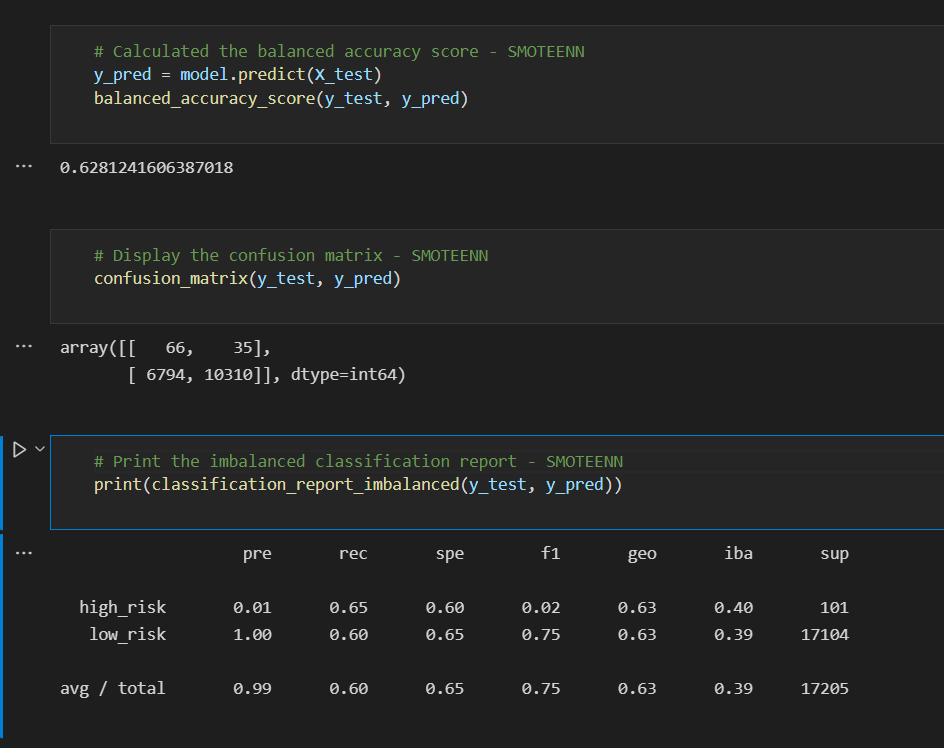 # Calculated the balanced accuracy score - SMOTEENN
y_pred = model.predict(X_test)
balanced_accuracy_score(y_test, y_pred)
... 0.6281241606387018
# Display the confusion matrix - SMOTEENN
confusion_matrix(y_test, y_pred)
... array([[   66,    35],
       [ 6794, 10310]], dtype=int64)
# Print the imbalanced classification report - SMOTEENN
print(classification_report_imbalanced(y_test, y_pred))
... pre rec spe f1 geo iba sup
high_risk 0.01 0.65 0.60 0.02 0.63 0.40 101
low_risk 1.00 0.60 0.65 0.75 0.63 0.39 17104
avg / total 0.99 0.60 0.65 0.75 0.63 0.39 17205